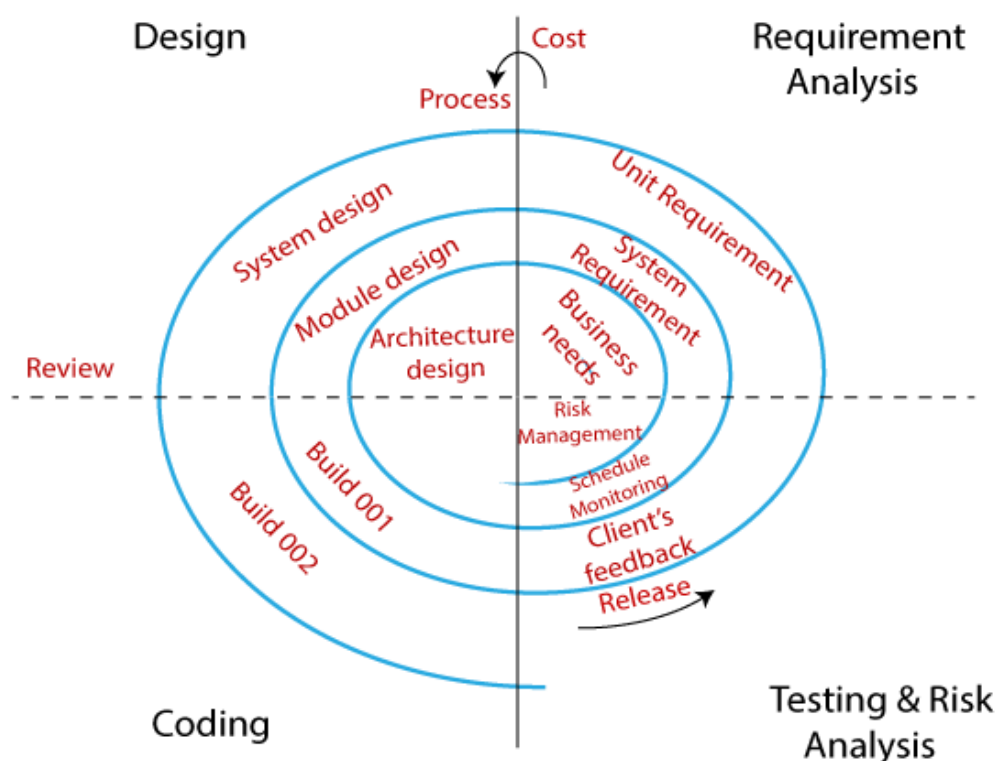 Design
Cost
Requirement
Analysis
Process
Unit Requirement
System design
System
Requirement
Module design
Business
needs
Architecture
design
Review
Risk
Management
Schedule
Monitoring
Build 001
Build 002
Client's
feedback
Release
Coding
Testing & Risk
Analysis